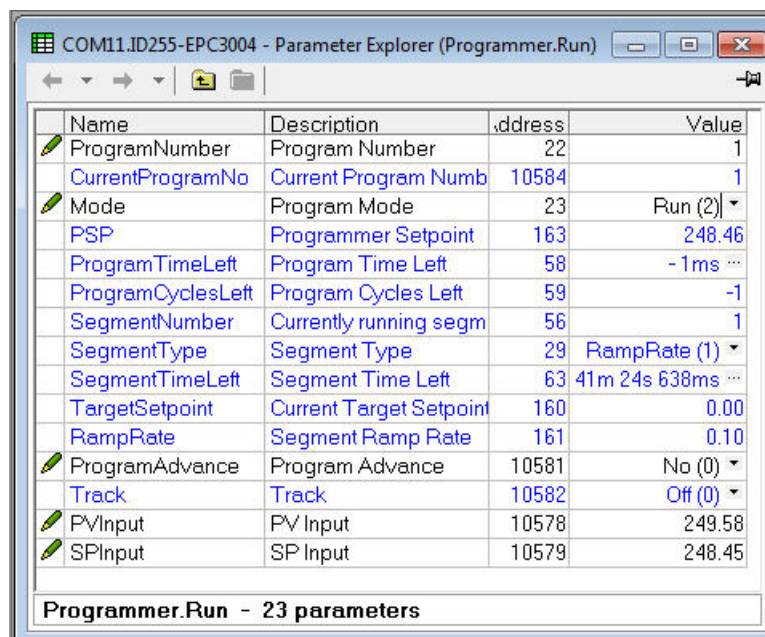 COM11.ID255-EPC3004 - Parameter Explorer (Programmer.Run)
Name Description ddress Value
ProgramNumber Program Number 22 1
CurrentProgramNo Current Program Numb 10584 1
Mode Program Mode 23 Run (2)
PSP Programmer Setpoint 163 248.46
ProgramTimeLeft Program Time Left 58 -1ms ...
ProgramCyclesLeft Program Cycles Left 59 -1
SegmentNumber Currently running segm 56 1
SegmentType Segment Type 29 RampRate (1)
SegmentTimeLeft Segment Time Left 63 41m 24s 638ms ...
TargetSetpoint Current Target Setpoint 160 0.00
RampRate Segment Ramp Rate 161 0.10
ProgramAdvance Program Advance 10581 No (0)
Track Track 10582 Off (0)
PVInput PV Input 10578 249.58
SPInput SP Input 10579 248.45
Programmer.Run - 23 parameters